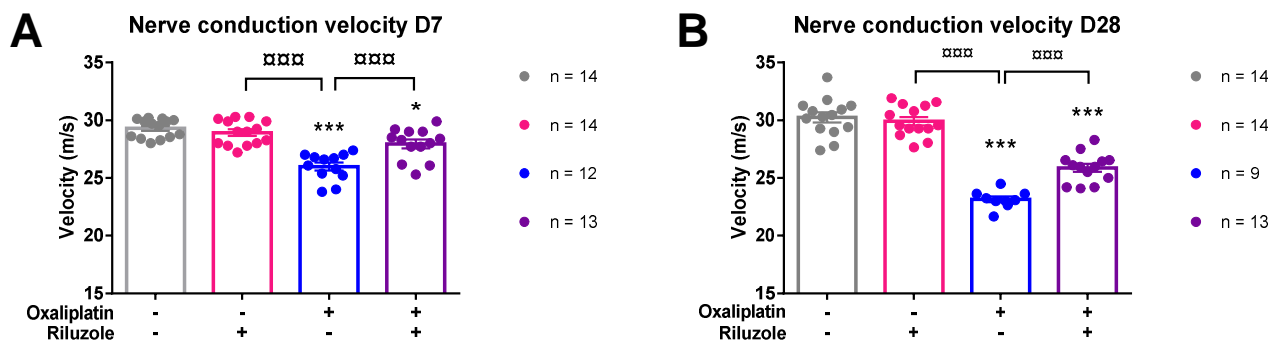 A
Nerve conduction velocity D7
¤¤¤ ¤¤¤
*** *
Velocity (m/s)
35
30
25
20
15
Oxaliplatin - - + +
Riluzole - + - +
n = 14
n = 14
n = 12
n = 13
B
Nerve conduction velocity D28
¤¤¤ ¤¤¤
*** ***
Velocity (m/s)
35
30
25
20
15
Oxaliplatin - - + +
Riluzole - + - +
n = 14
n = 14
n = 9
n = 13